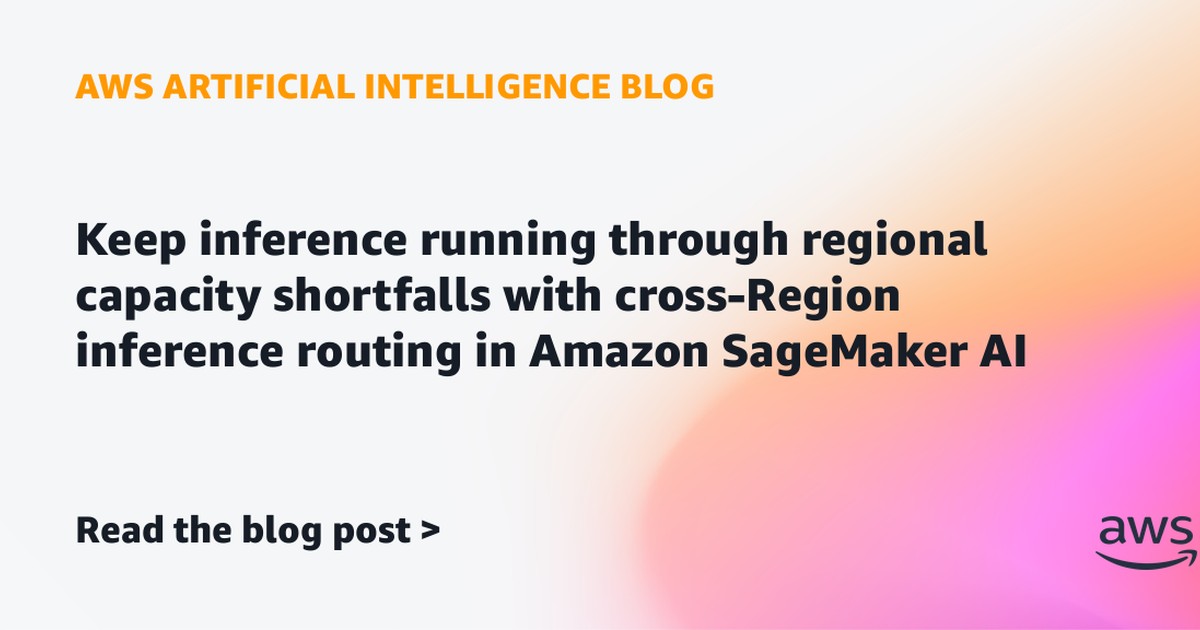 AWS ARTIFICIAL INTELLIGENCE BLOG
Keep inference running through regional
capacity shortfalls with cross-Region
inference routing in Amazon SageMaker AI
Read the blog post >
aws